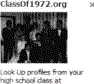 ClassOf1972.org
Look Up profiles from your
high school class at